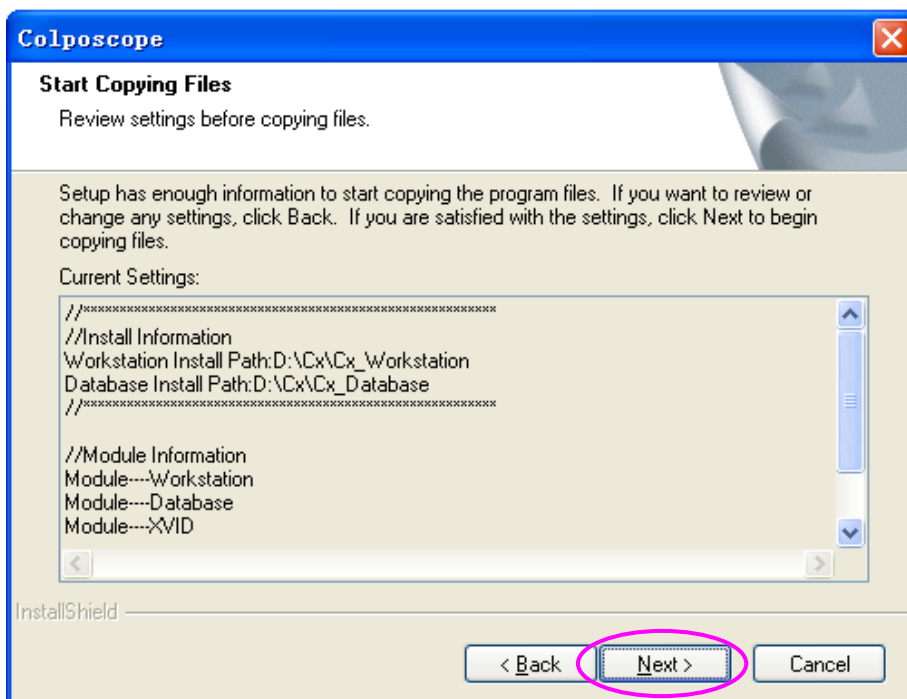 Colposcope
Start Copying Files
Review settings before copying files.
Setup has enough information to start copying the program files.  If you want to review or
change any settings, click Back.  If you are satisfied with the settings, click Next to begin
copying files.
Current Settings:
//*********************************************************
//Install Information
Workstation Install Path:D:\Cx\Cx_Workstation
Database Install Path:D:\Cx\Cx_Database
//*********************************************************
//Module Information
Module----Workstation
Module----Database
Module----XVID
InstallShield
< Back
Next >
Cancel